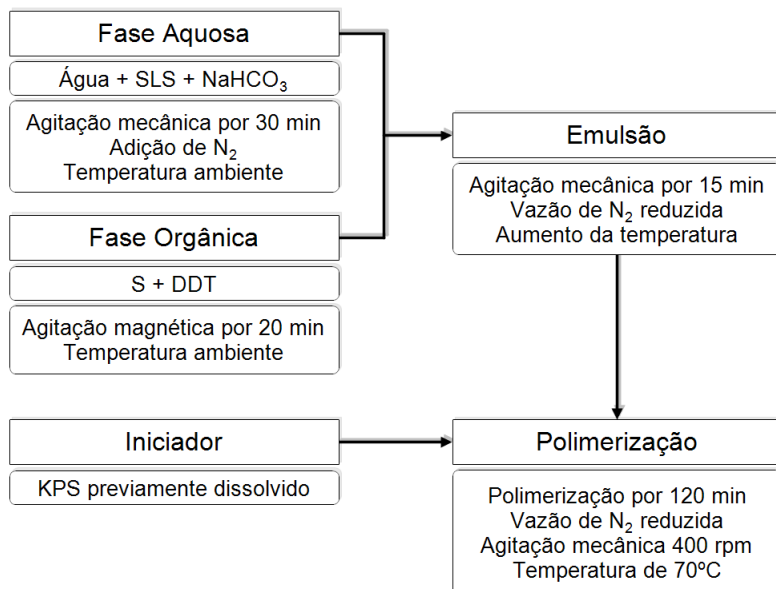 Fase Aquosa
Água + SLS + NaHCO₃
Agitação mecânica por 30 min
Adição de N₂
Temperatura ambiente
Fase Orgânica
S + DDT
Agitação magnética por 20 min
Temperatura ambiente
Emulsão
Agitação mecânica por 15 min
Vazão de N₂ reduzida
Aumento da temperatura
Iniciador
KPS previamente dissolvido
Polimerização
Polimerização por 120 min
Vazão de N₂ reduzida
Agitação mecânica 400 rpm
Temperatura de 70ºC